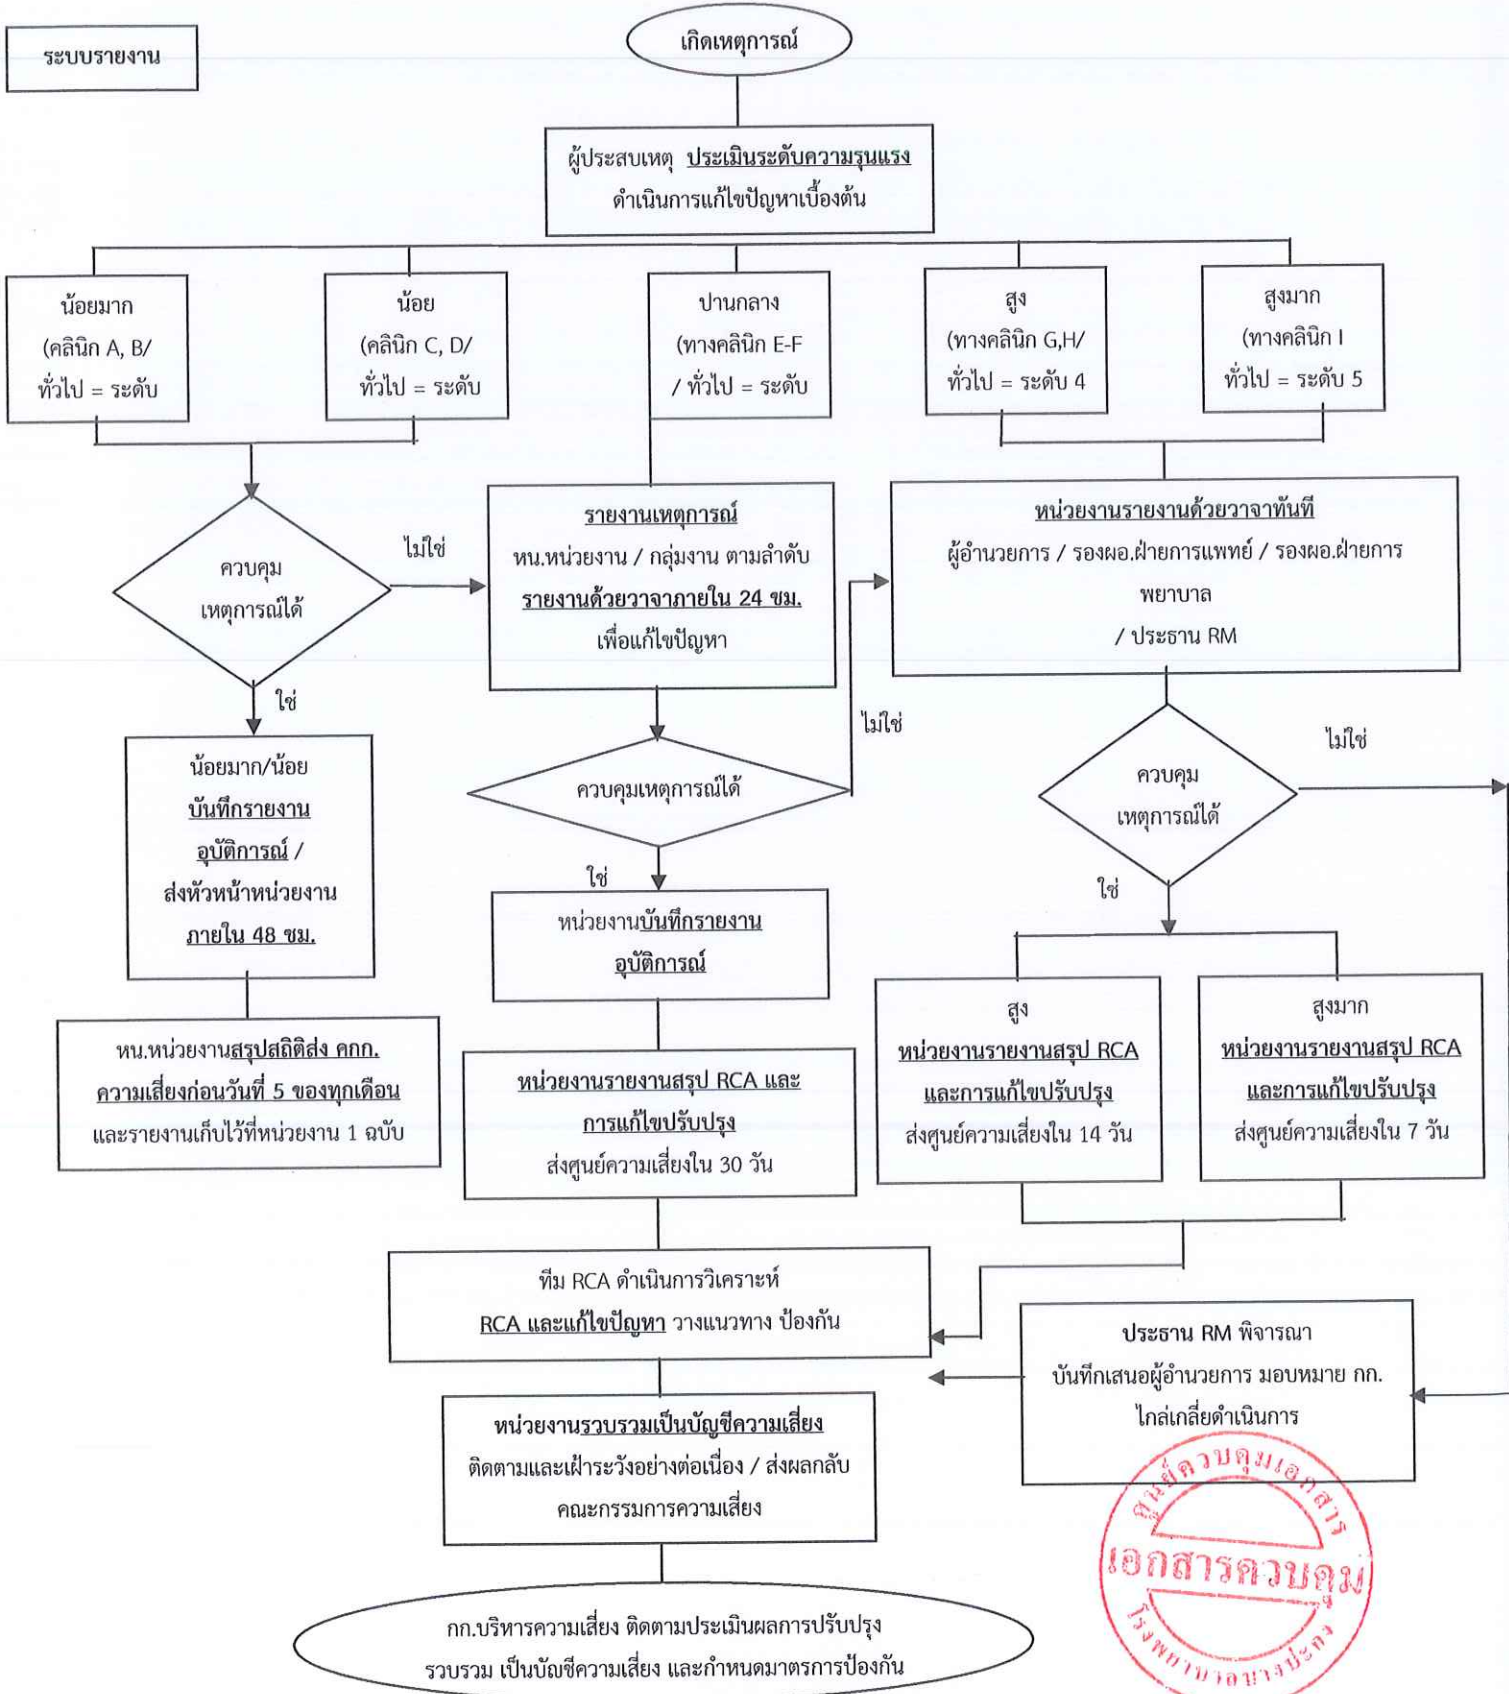 ระบบรายงาน
เกิดเหตุการณ์
ผู้ประสบเหตุ ประเมินระดับความรุนแรง
ดำเนินการแก้ไขปัญหาเบื้องต้น
น้อยมาก
(คลินิก A, B/
ทั่วไป = ระดับ
น้อย
(คลินิก C, D/
ทั่วไป = ระดับ
ปานกลาง
(ทางคลินิก E-F
/ ทั่วไป = ระดับ
สูง
(ทางคลินิก G,H/
ทั่วไป = ระดับ 4
สูงมาก
(ทางคลินิก I
ทั่วไป = ระดับ 5
ควบคุม
เหตุการณ์ได้
ไม่ใช่
ใช่
รายงานเหตุการณ์
หน.หน่วยงาน / กลุ่มงาน ตามลำดับ
รายงานด้วยวาจาภายใน 24 ชม.
เพื่อแก้ไขปัญหา
หน่วยงานรายงานด้วยวาจาทันที
ผู้อำนวยการ / รองผอ.ฝ่ายการแพทย์ / รองผอ.ฝ่ายการ
พยาบาล
/ ประธาน RM
น้อยมาก/น้อย
บันทึกรายงาน
อุบัติการณ์ /
ส่งหัวหน้าหน่วยงาน
ภายใน 48 ชม.
ควบคุมเหตุการณ์ได้
ไม่ใช่
ใช่
ควบคุม
เหตุการณ์ได้
ไม่ใช่
ใช่
หน่วยงานบันทึกรายงาน
อุบัติการณ์
หน.หน่วยงานสรุปสถิติส่ง คกก.
ความเสี่ยงก่อนวันที่ 5 ของทุกเดือน
และรายงานเก็บไว้ที่หน่วยงาน 1 ฉบับ
หน่วยงานรายงานสรุป RCA และ
การแก้ไขปรับปรุง
ส่งศูนย์ความเสี่ยงใน 30 วัน
สูง
หน่วยงานรายงานสรุป RCA
และการแก้ไขปรับปรุง
ส่งศูนย์ความเสี่ยงใน 14 วัน
สูงมาก
หน่วยงานรายงานสรุป RCA
และการแก้ไขปรับปรุง
ส่งศูนย์ความเสี่ยงใน 7 วัน
ทีม RCA ดำเนินการวิเคราะห์
RCA และแก้ไขปัญหา วางแนวทาง ป้องกัน
ประธาน RM พิจารณา
บันทึกเสนอผู้อำนวยการ มอบหมาย กก.
ไกล่เกลี่ยดำเนินการ
หน่วยงานรวบรวมเป็นบัญชีความเสี่ยง
ติดตามและเฝ้าระวังอย่างต่อเนื่อง / ส่งผลกลับ
คณะกรรมการความเสี่ยง
กก.บริหารความเสี่ยง ติดตามประเมินผลการปรับปรุง
รวบรวม เป็นบัญชีความเสี่ยง และกำหนดมาตรการป้องกัน
ศูนย์ควบคุมเอกสาร
เอกสารควบคุม
โรงพยาบาลบางปะกง